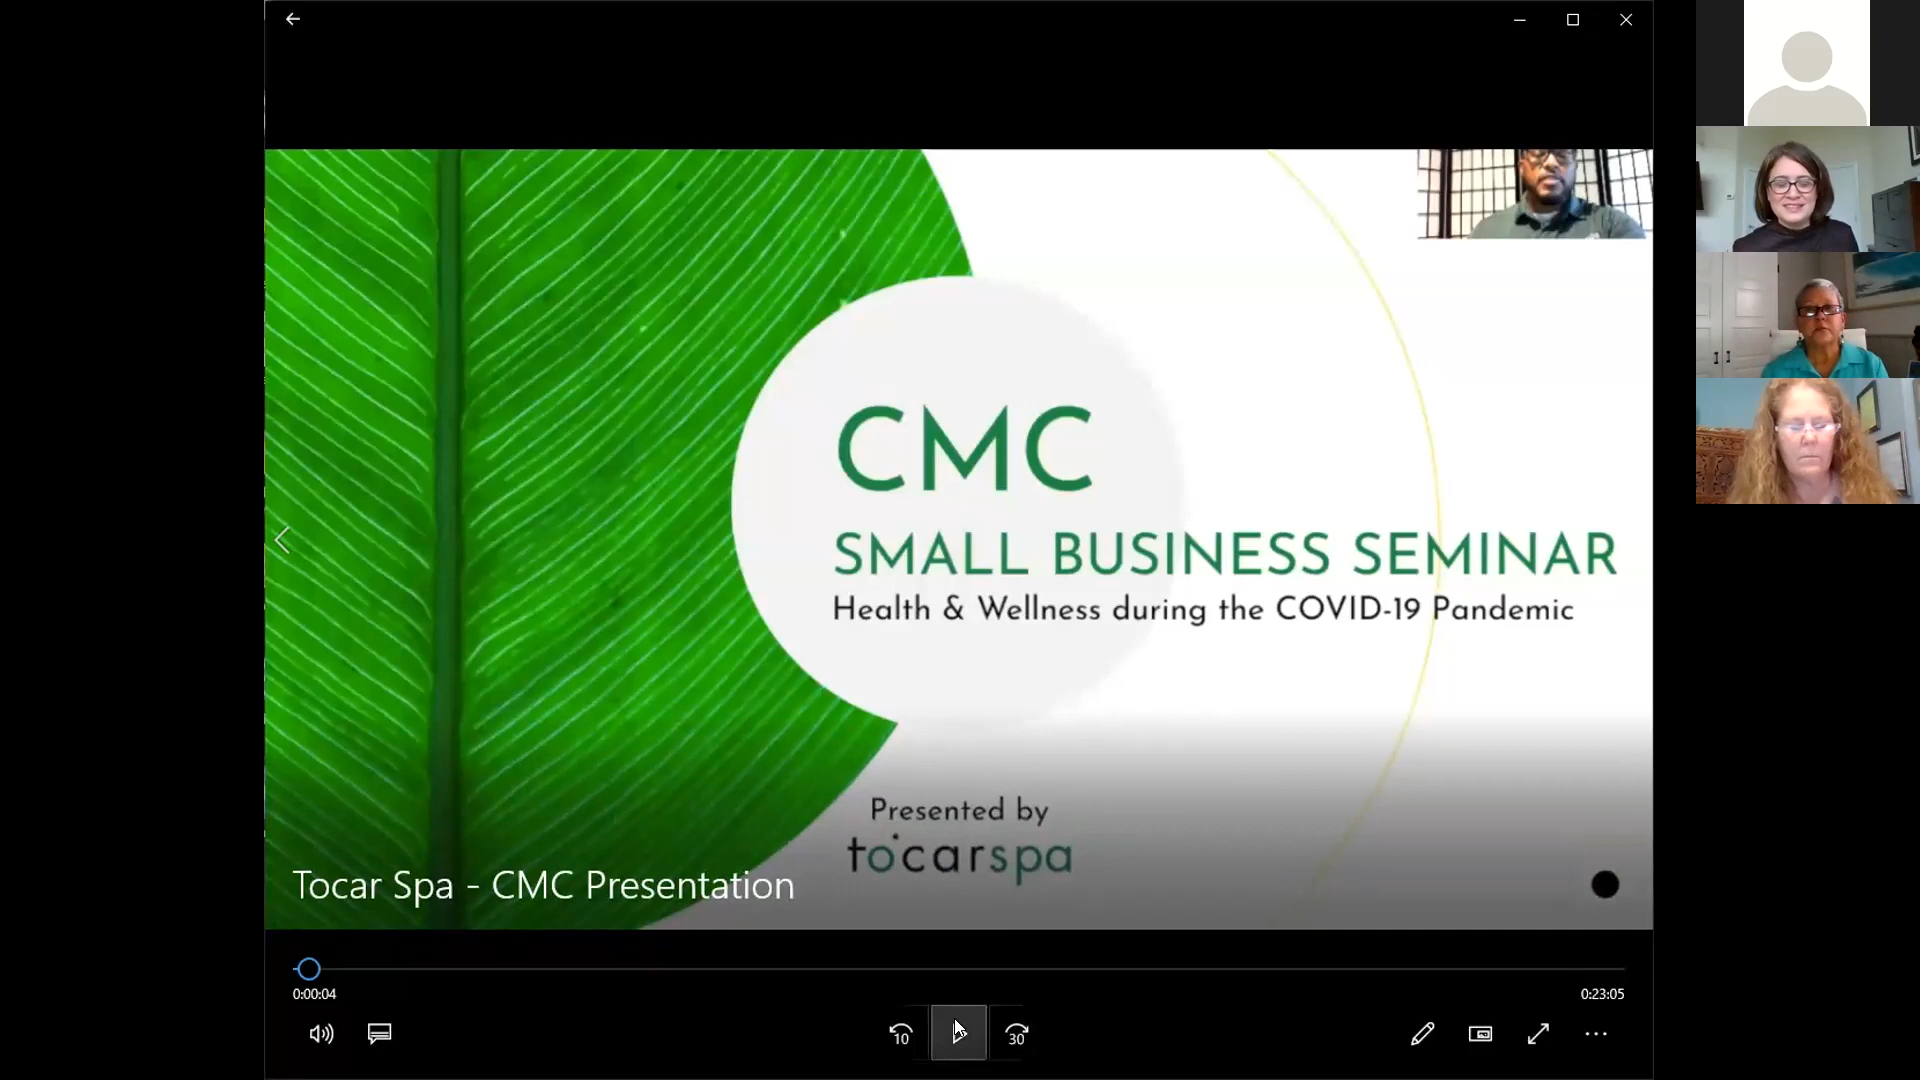 CMC
SMALL BUSINESS SEMINAR
Health & Wellness during the COVID-19 Pandemic
Presented by
tocarspa
Tocar Spa - CMC Presentation
0:00:04
0:23:05
10
30